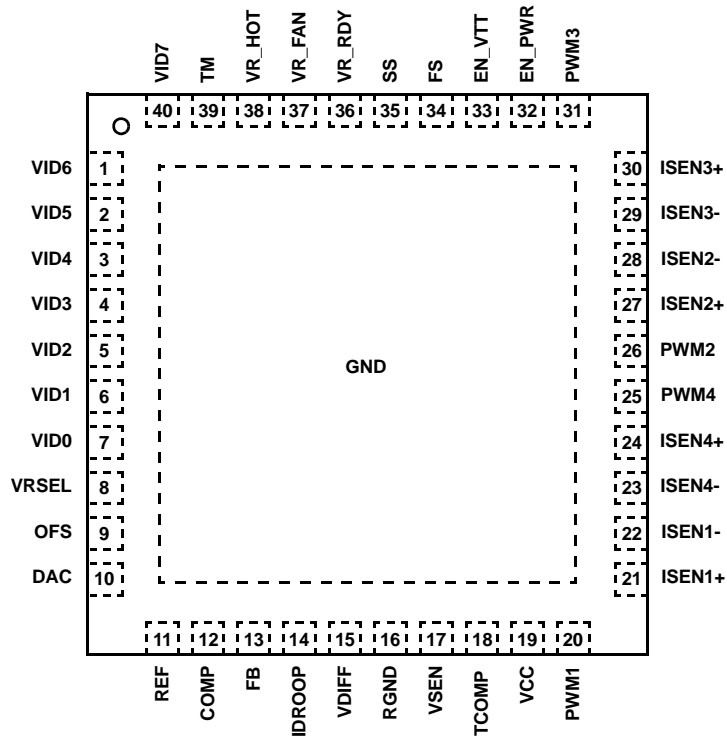 VID7
TM
VR_HOT
VR_FAN
VR_RDY
SS
FS
EN_VTT
EN_PWR
PWM3
40 39 38 37 36 35 34 33 32 31
VID6 1 30 ISEN3+
VID5 2 29 ISEN3-
VID4 3 28 ISEN2-
VID3 4 27 ISEN2+
VID2 5 26 PWM2
GND
VID1 6 25 PWM4
VID0 7 24 ISEN4+
VRSEL 8 23 ISEN4-
OFS 9 22 ISEN1-
DAC 10 21 ISEN1+
11 12 13 14 15 16 17 18 19 20
REF
COMP
FB
IDROOP
VDIFF
RGND
VSEN
TCOMP
VCC
PWM1